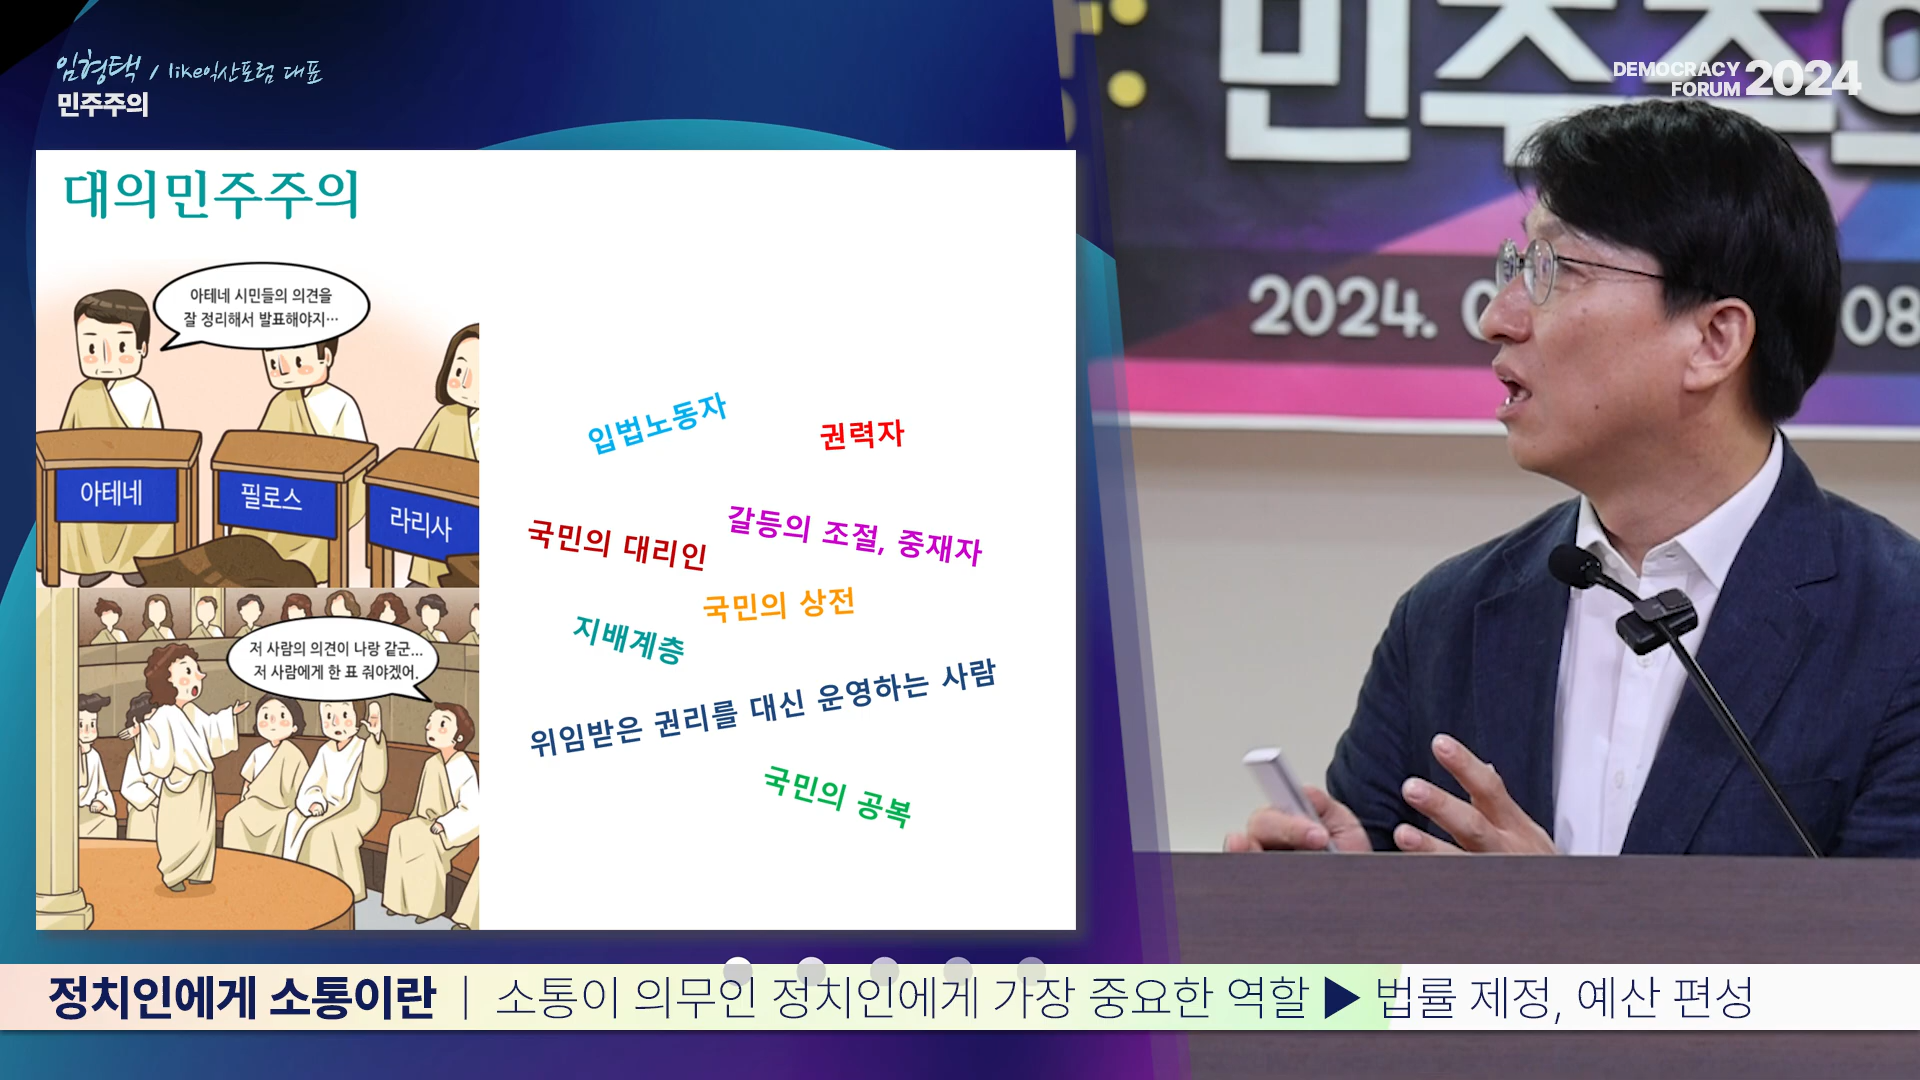 임형택 / like익산포럼 대표
민주주의
DEMOCRACY
FORUM 2024
민주주의
2024. 0
08
대의민주주의
아테네 시민들의 의견을
잘 정리해서 발표해야지…
아테네
필로스
라리사
저 사람의 의견이 나랑 같군...
저 사람에게 한 표 줘야겠어.
입법노동자
권력자
국민의 대리인
갈등의 조절, 중재자
국민의 상전
지배계층
위임받은 권리를 대신 운영하는 사람
국민의 공복
정치인에게 소통이란 | 소통이 의무인 정치인에게 가장 중요한 역할 ▶ 법률 제정, 예산 편성